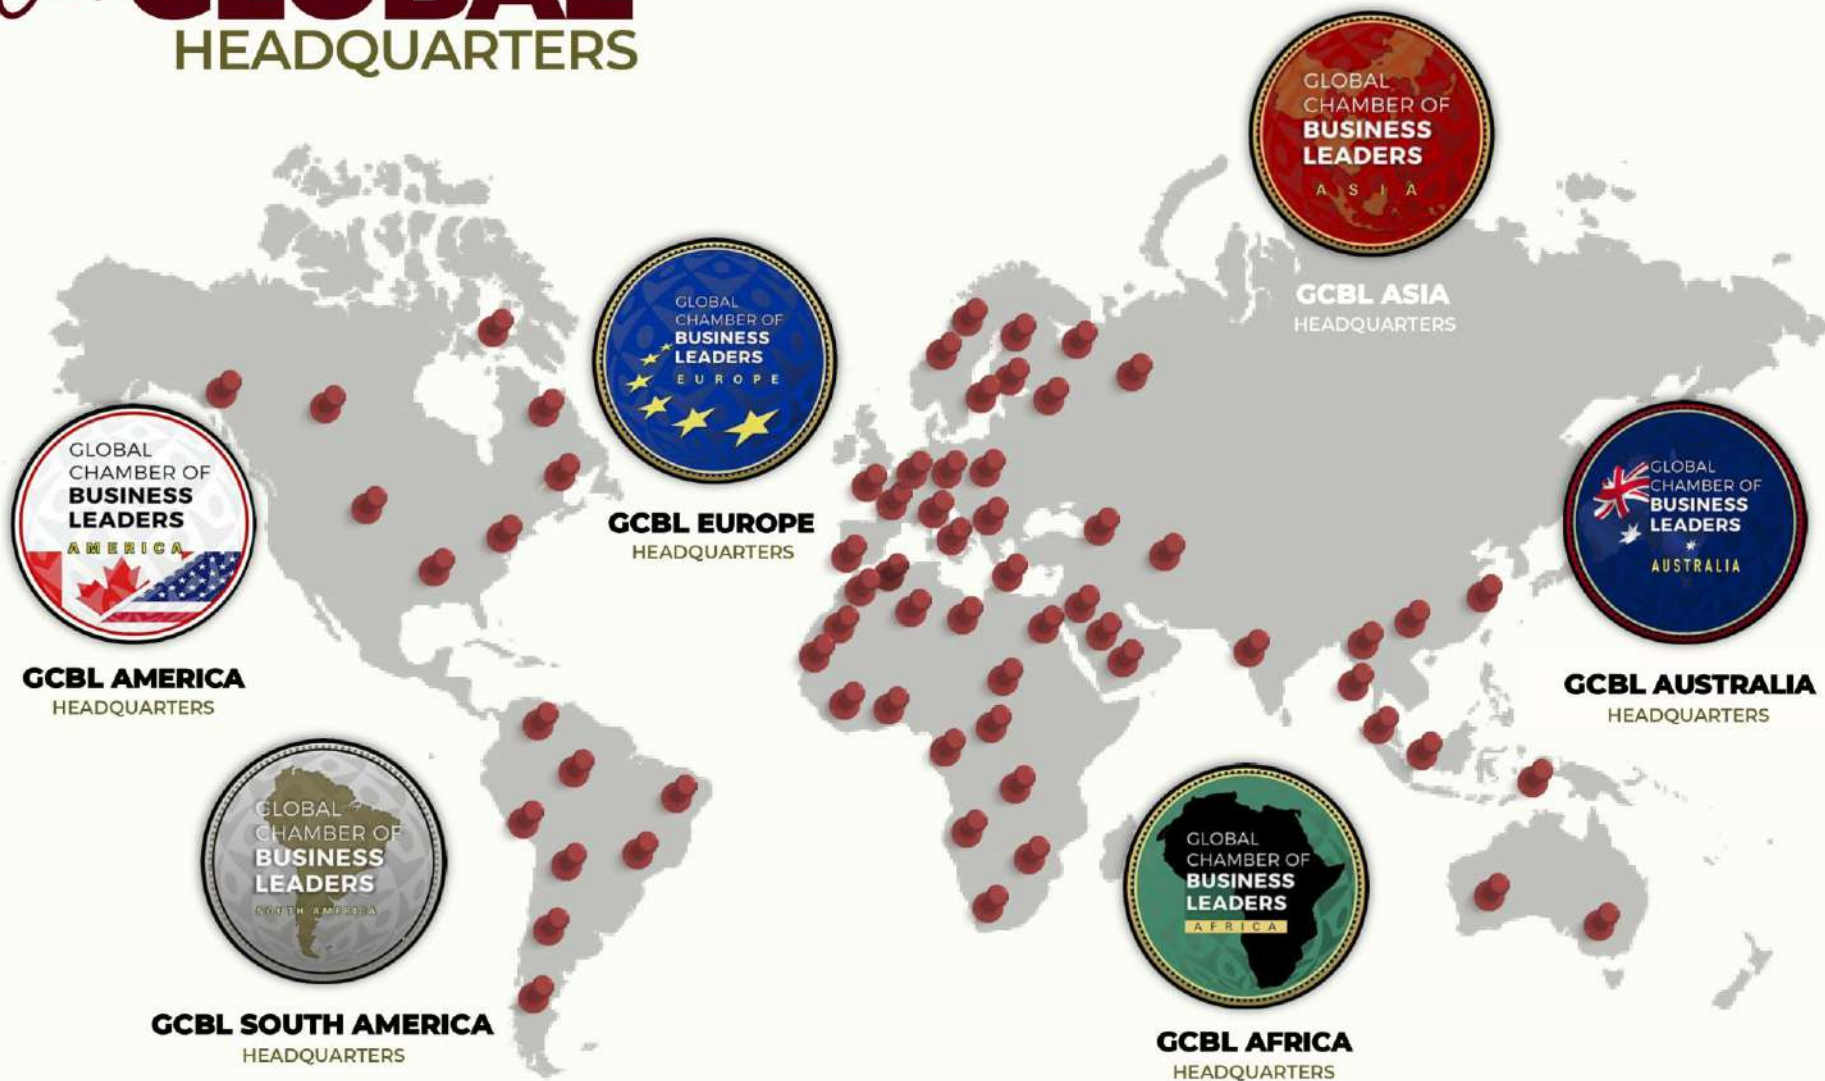 GLOBAL
HEADQUARTERS
GLOBAL
CHAMBER OF
BUSINESS
LEADERS
ASIA
GCBL ASIA
HEADQUARTERS
GLOBAL
CHAMBER OF
BUSINESS
LEADERS
EUROPE
GCBL EUROPE
HEADQUARTERS
GLOBAL
CHAMBER OF
BUSINESS
LEADERS
AMERICA
GCBL AMERICA
HEADQUARTERS
GLOBAL
CHAMBER OF
BUSINESS
LEADERS
AUSTRALIA
GCBL AUSTRALIA
HEADQUARTERS
GLOBAL
CHAMBER OF
BUSINESS
LEADERS
SOUTH AMERICA
GCBL SOUTH AMERICA
HEADQUARTERS
GLOBAL
CHAMBER OF
BUSINESS
LEADERS
AFRICA
GCBL AFRICA
HEADQUARTERS